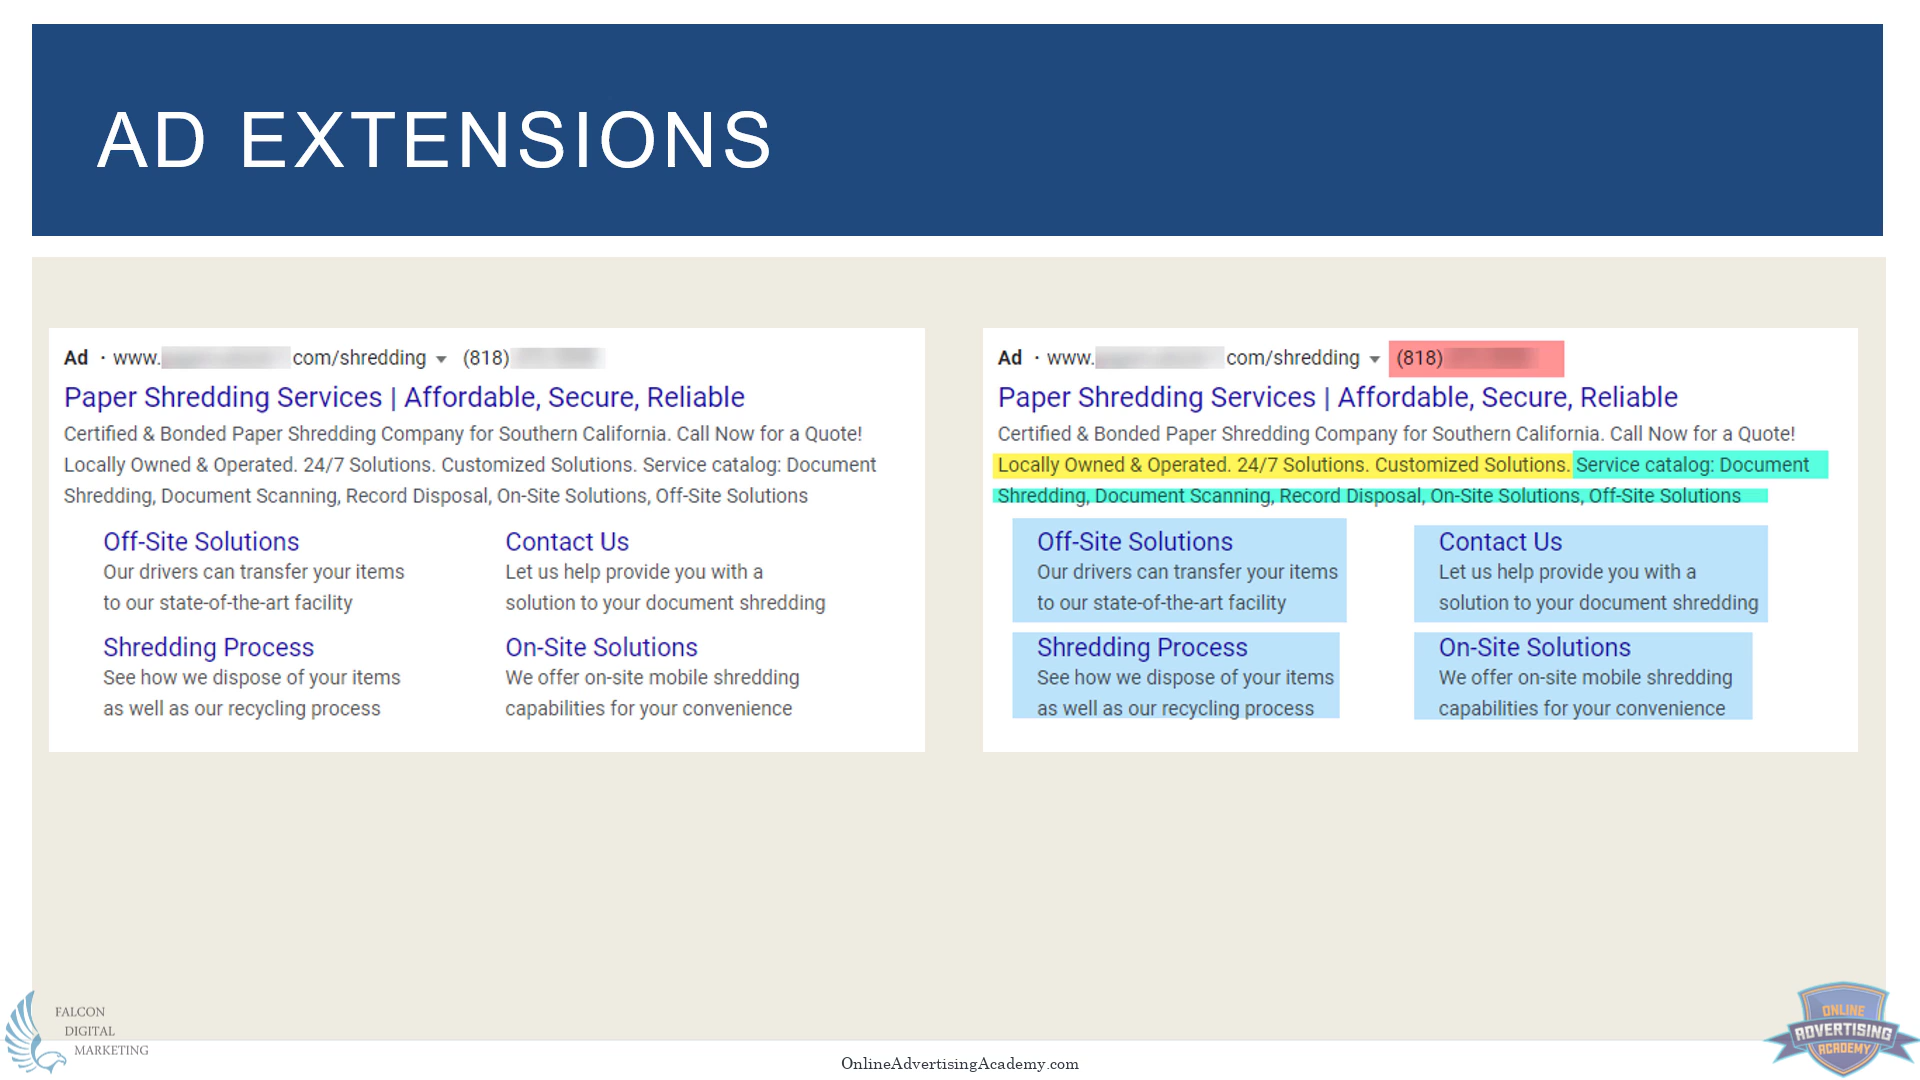 AD EXTENSIONS
Ad · www. com/shredding (818)
Paper Shredding Services | Affordable, Secure, Reliable
Certified & Bonded Paper Shredding Company for Southern California. Call Now for a Quote!
Locally Owned & Operated. 24/7 Solutions. Customized Solutions. Service catalog: Document
Shredding, Document Scanning, Record Disposal, On-Site Solutions, Off-Site Solutions
Off-Site Solutions
Our drivers can transfer your items
to our state-of-the-art facility
Contact Us
Let us help provide you with a
solution to your document shredding
Shredding Process
See how we dispose of your items
as well as our recycling process
On-Site Solutions
We offer on-site mobile shredding
capabilities for your convenience
Ad · www. com/shredding (818)
Paper Shredding Services | Affordable, Secure, Reliable
Certified & Bonded Paper Shredding Company for Southern California. Call Now for a Quote!
Locally Owned & Operated. 24/7 Solutions. Customized Solutions. Service catalog: Document
Shredding, Document Scanning, Record Disposal, On-Site Solutions, Off-Site Solutions
Off-Site Solutions
Our drivers can transfer your items
to our state-of-the-art facility
Contact Us
Let us help provide you with a
solution to your document shredding
Shredding Process
See how we dispose of your items
as well as our recycling process
On-Site Solutions
We offer on-site mobile shredding
capabilities for your convenience
FALCON
DIGITAL
MARKETING
OnlineAdvertisingAcademy.com
ONLINE
ADVERTISING
ACADEMY